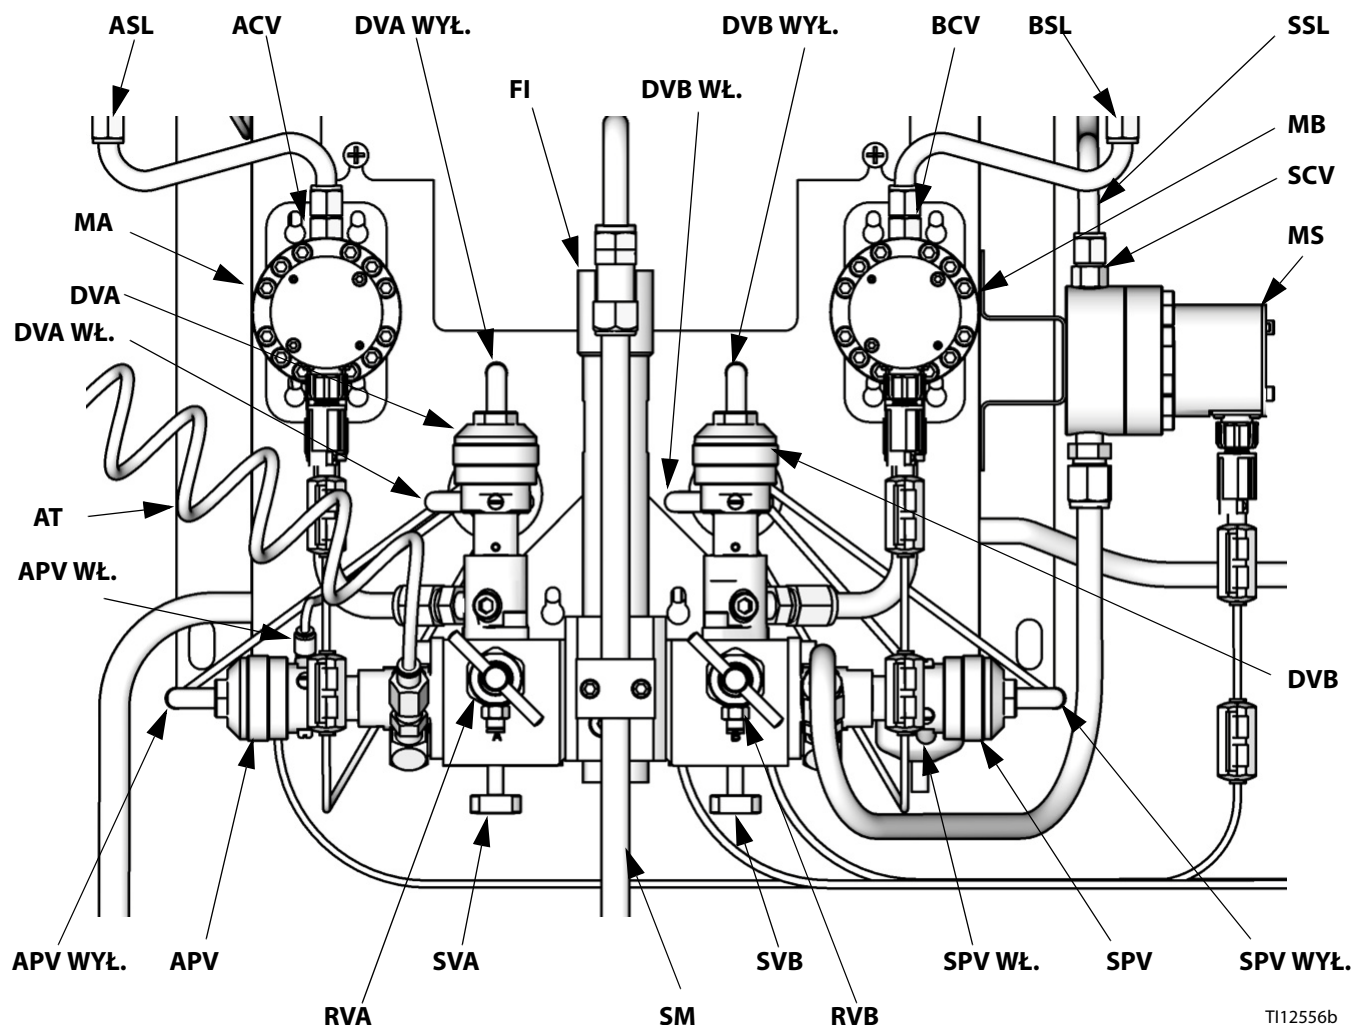 ASL ACV DVA WYŁ. DVB WYŁ. BCV BSL SSL
FI DVB WŁ.
MB
SCV
MA
MS
DVA
DVA WŁ.
AT
APV WŁ.
DVB
A
B
APV WYŁ. APV SVA SVB SPV WŁ. SPV SPV WYŁ.
RVA SM RVB
TI12556b